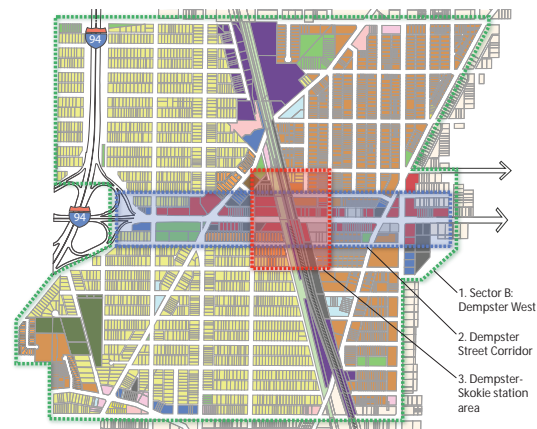 94
94
1. Sector B:
Dempster West
2. Dempster
Street Corridor
3. Dempster-
Skokie station
area